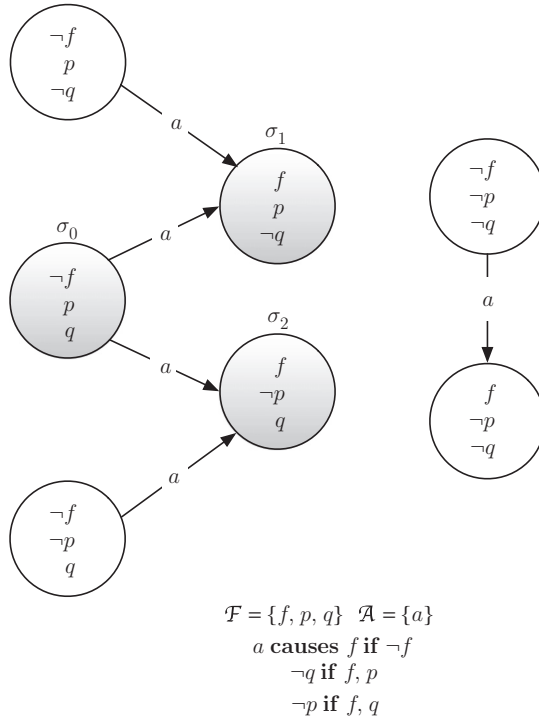 ¬f
p
¬q
a
σ1
f
p
¬q
¬f
¬p
¬q
a
σ0
¬f
p
q
a
σ2
f
¬p
q
a
f
¬p
¬q
a
¬f
¬p
q
ℱ = {f, p, q} 𝒜 = {a}
a causes f if ¬f
¬q if f, p
¬p if f, q